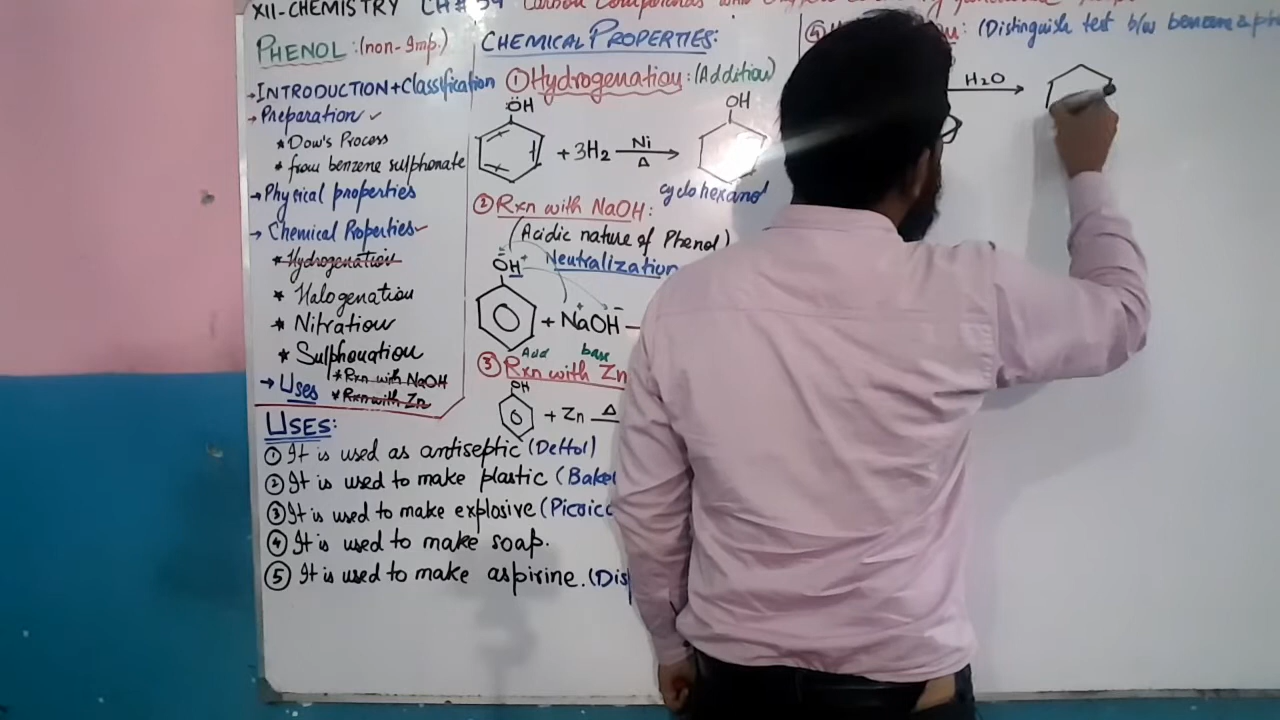 XII-CHEMISTRY CH#
PHENOL: (non-Imp.)
→ INTRODUCTION + Classification
→ Preparation
* Dow's Process
* from benzene sulphonate
→ Physical properties
→ Chemical Properties
* Hydrogenation
* Halogenation
* Nitration
* Sulphonation
* Rxn with NaOH
→ Uses * Rxn with Zn
USES:
① It is used as antiseptic (Dettol)
② It is used to make plastic (Bakel
③ It is used to make explosive (Picric
④ It is used to make soap.
⑤ It is used to make aspirine. (Dis
CHEMICAL PROPERTIES:
① Hydrogenation: (Addition)
OH OH
+ 3H2 Ni Δ
cyclohexanol
② Rxn with NaOH:
(Acidic nature of Phenol)
Neutralization
OH
+ NaOH
Acid base
③ Rxn with Zn
OH
+ Zn Δ
④ : (Distinguish test b/w benzene & ph
H2O